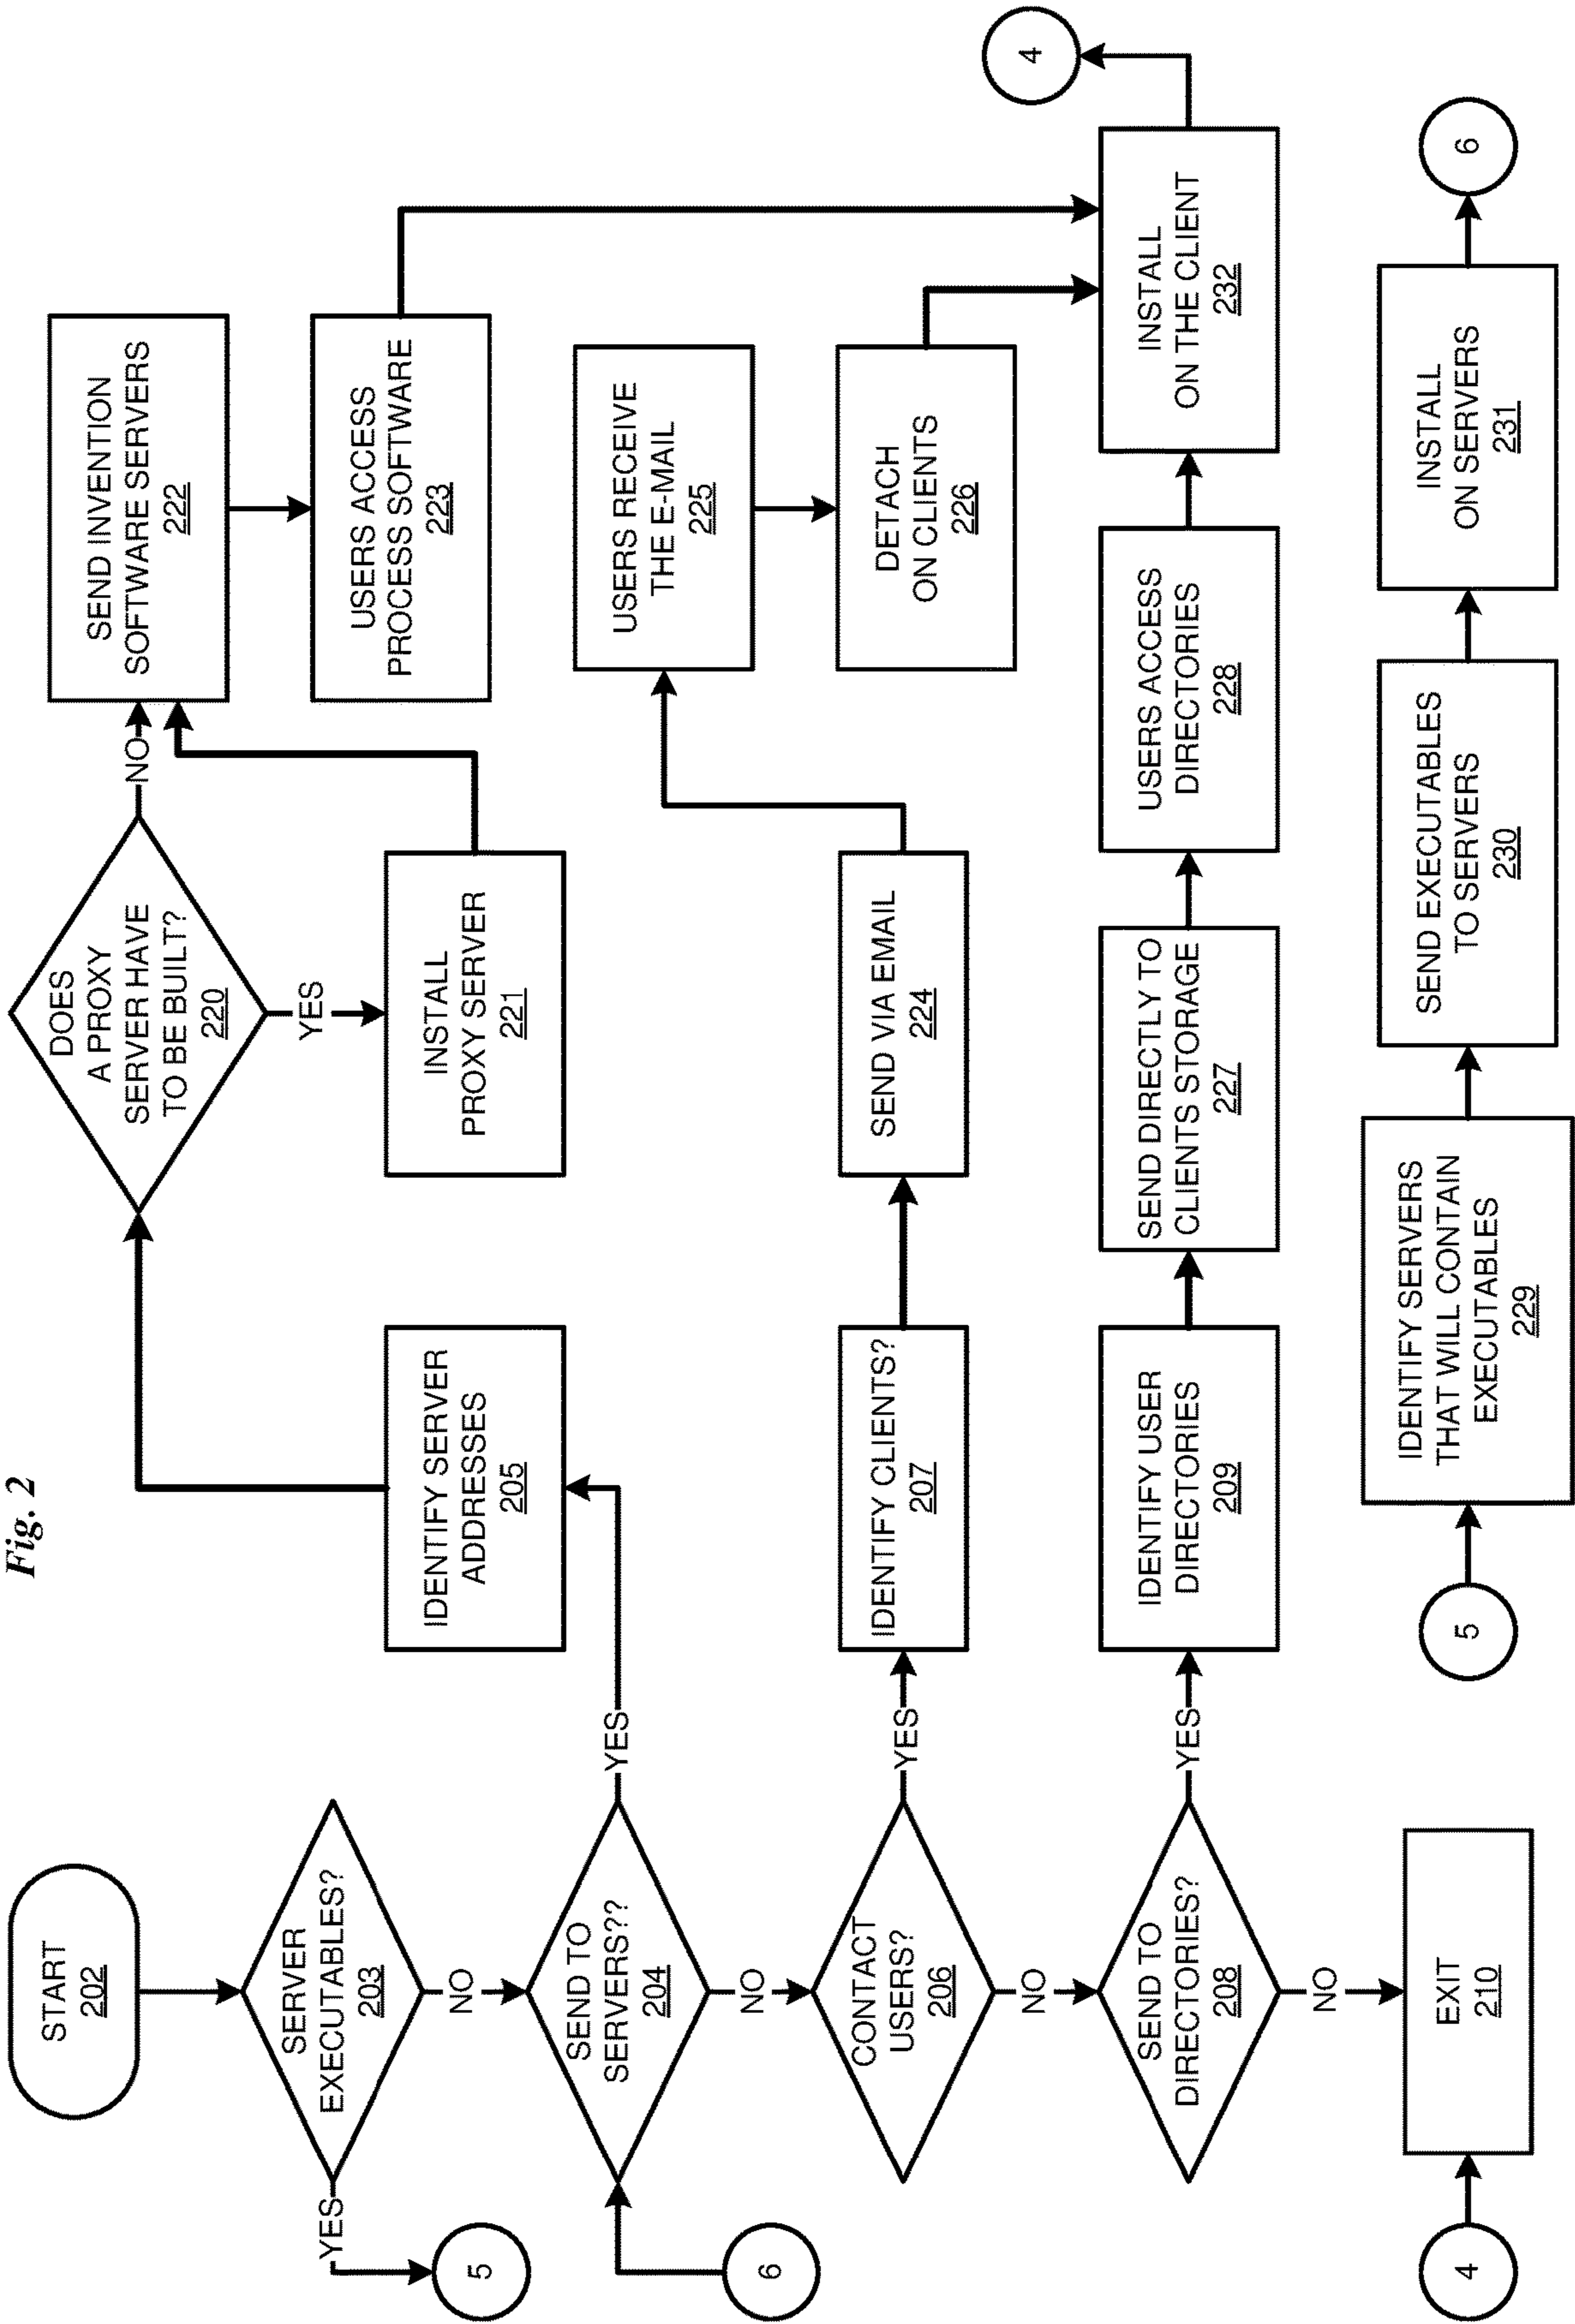 Fig. 2
START
202
SERVER
EXECUTABLES?
203
YES
5
NO
SEND TO
SERVERS??
204
6
YES
NO
IDENTIFY SERVER
ADDRESSES
205
DOES
A PROXY
SERVER HAVE
TO BE BUILT?
220
NO
YES
INSTALL
PROXY SERVER
221
SEND INVENTION
SOFTWARE SERVERS
222
USERS ACCESS
PROCESS SOFTWARE
223
CONTACT
USERS?
206
YES
NO
IDENTIFY CLIENTS?
207
SEND VIA EMAIL
224
USERS RECEIVE
THE E-MAIL
225
DETACH
ON CLIENTS
226
SEND TO
DIRECTORIES?
208
YES
NO
IDENTIFY USER
DIRECTORIES
209
SEND DIRECTLY TO
CLIENTS STORAGE
227
USERS ACCESS
DIRECTORIES
228
INSTALL
ON THE CLIENT
232
4
4
EXIT
210
5
IDENTIFY SERVERS
THAT WILL CONTAIN
EXECUTABLES
229
SEND EXECUTABLES
TO SERVERS
230
INSTALL
ON SERVERS
231
6